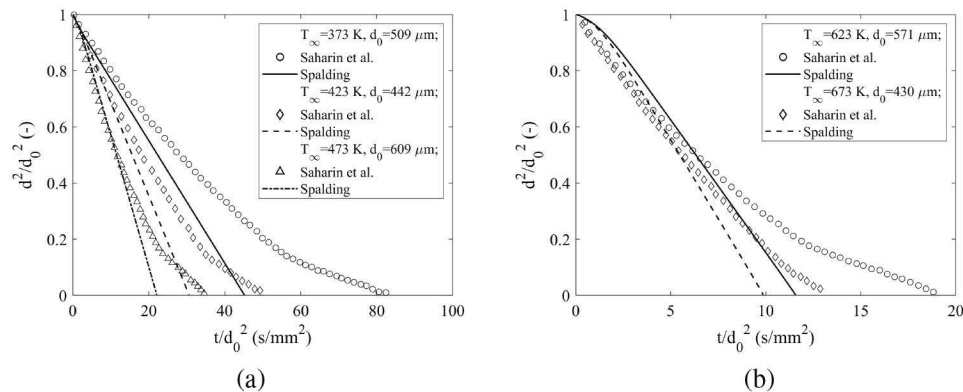 1
0.8
0.6
0.4
0.2
0
0 20 40 60 80 100
d²/d₀² (-)
t/d₀² (s/mm²)
T∞=373 K, d₀=509 μm;
Saharin et al.
Spalding
T∞=423 K, d₀=442 μm;
Saharin et al.
Spalding
T∞=473 K, d₀=609 μm;
Saharin et al.
Spalding
(a)
1
0.8
0.6
0.4
0.2
0
0 5 10 15 20
d²/d₀² (-)
t/d₀² (s/mm²)
T∞=623 K, d₀=571 μm;
Saharin et al.
Spalding
T∞=673 K, d₀=430 μm;
Saharin et al.
Spalding
(b)